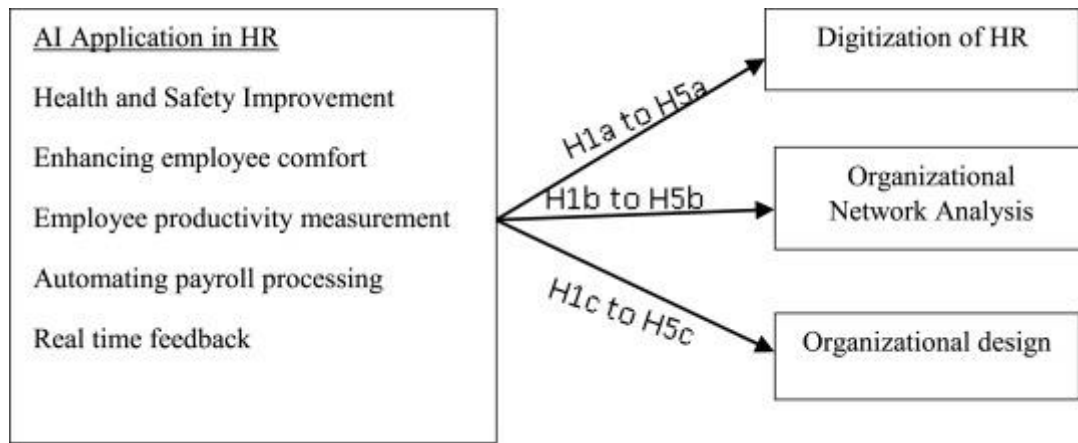 AI Application in HR
Health and Safety Improvement
Enhancing employee comfort
Employee productivity measurement
Automating payroll processing
Real time feedback
H1a to H5a
H1b to H5b
H1c to H5c
Digitization of HR
Organizational
Network Analysis
Organizational design